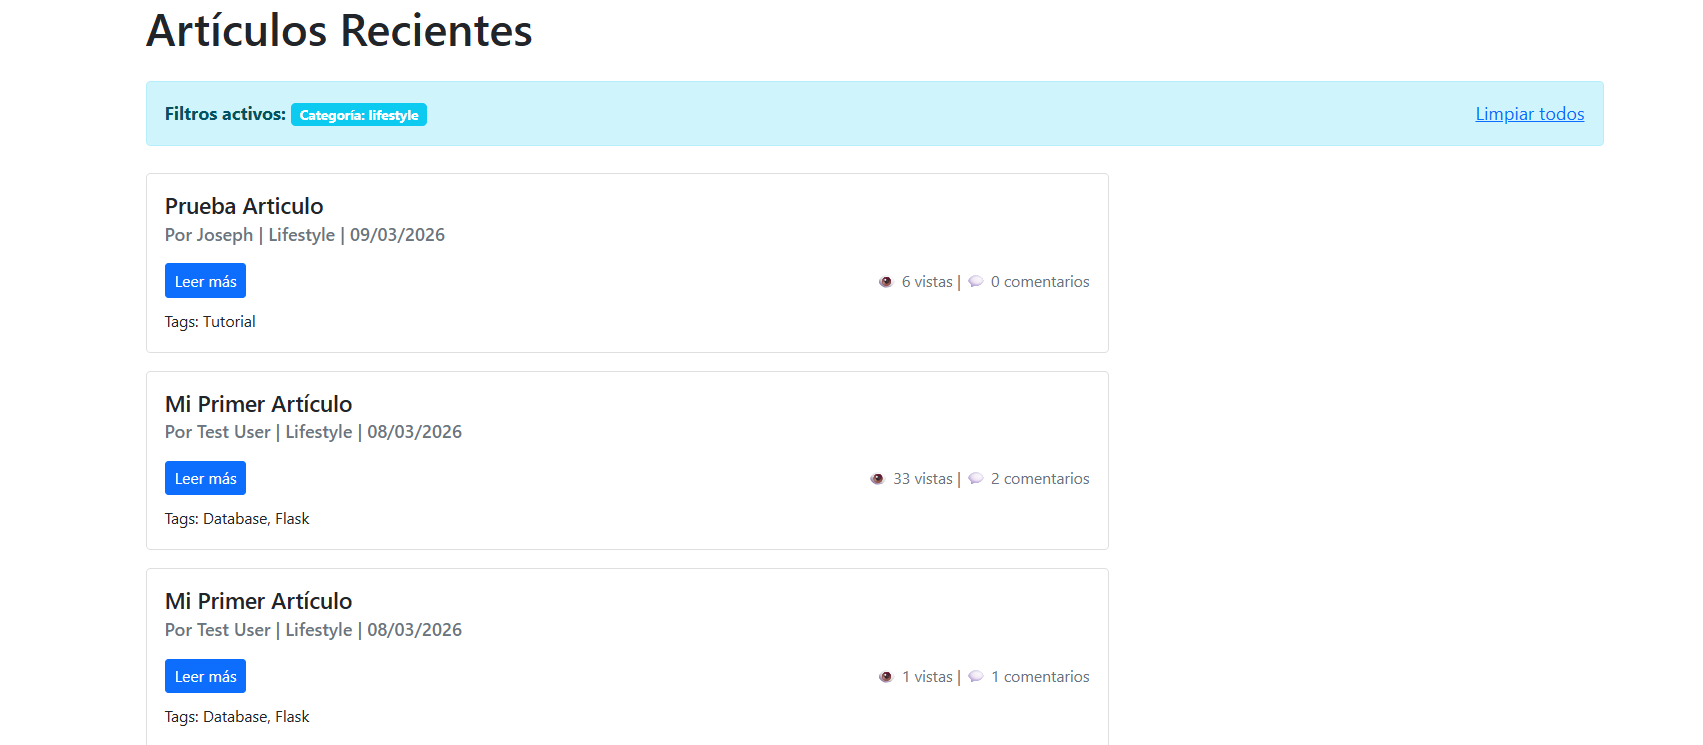 Artículos Recientes
Filtros activos: Categoría: lifestyle Limpiar todos
Prueba Articulo
Por Joseph | Lifestyle | 09/03/2026
Leer más 6 vistas | 0 comentarios
Tags: Tutorial
Mi Primer Artículo
Por Test User | Lifestyle | 08/03/2026
Leer más 33 vistas | 2 comentarios
Tags: Database, Flask
Mi Primer Artículo
Por Test User | Lifestyle | 08/03/2026
Leer más 1 vistas | 1 comentarios
Tags: Database, Flask